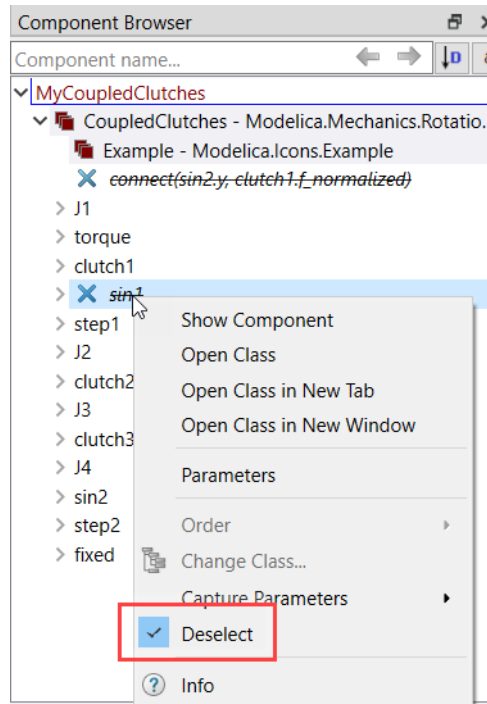 Component Browser
Component name...
D
MyCoupledClutches
CoupledClutches - Modelica.Mechanics.Rotatio.
Example - Modelica.Icons.Example
connect(sin2.y, clutch1.f_normalized)
J1
torque
clutch1
sin1
step1
Show Component
J2
Open Class
clutch2
Open Class in New Tab
J3
Open Class in New Window
clutch3
J4
Parameters
sin2
step2
Order
fixed
Change Class...
Capture Parameters
Deselect
? Info